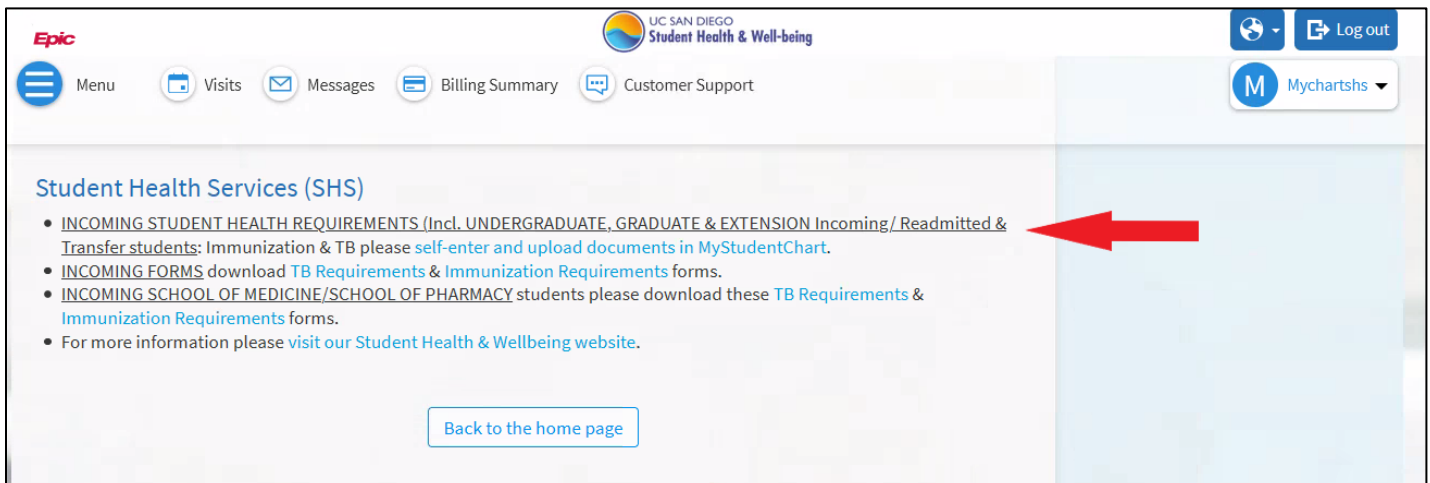 Epic
UC SAN DIEGO
Student Health & Well-being
Log out
Menu
Visits
Messages
Billing Summary
Customer Support
M
Mychartshs
Student Health Services (SHS)
INCOMING STUDENT HEALTH REQUIREMENTS (Incl. UNDERGRADUATE, GRADUATE & EXTENSION Incoming/ Readmitted &
Transfer students: Immunization & TB please self-enter and upload documents in MyStudentChart.
INCOMING FORMS download TB Requirements & Immunization Requirements forms.
INCOMING SCHOOL OF MEDICINE/SCHOOL OF PHARMACY students please download these TB Requirements &
Immunization Requirements forms.
For more information please visit our Student Health & Wellbeing website.
Back to the home page